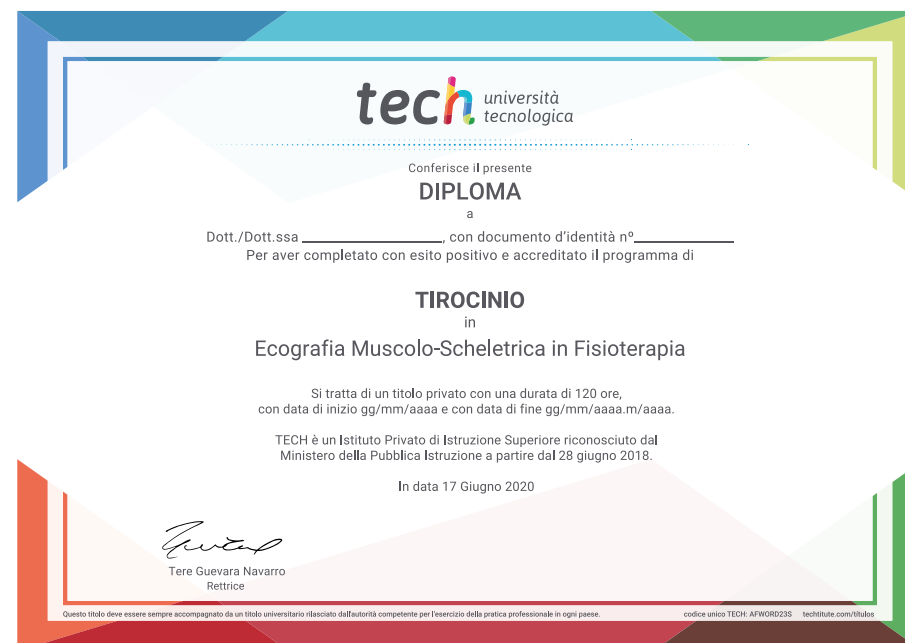 tech università
tecnologica
Conferisce il presente
DIPLOMA
a
Dott./Dott.ssa ____________________, con documento d'identità nº______________
Per aver completato con esito positivo e accreditato il programma di
TIROCINIO
in
Ecografia Muscolo-Scheletrica in Fisioterapia
Si tratta di un titolo privato con una durata di 120 ore,
con data di inizio gg/mm/aaaa e con data di fine gg/mm/aaaa.m/aaaa.
TECH è un Istituto Privato di Istruzione Superiore riconosciuto dal
Ministero della Pubblica Istruzione a partire dal 28 giugno 2018.
In data 17 Giugno 2020
Tere Guevara Navarro
Rettrice
Questo titolo deve essere sempre accompagnato da un titolo universitario rilasciato dall'autorità competente per l'esercizio della pratica professionale in ogni paese. codice unico TECH: AFWORD23S techtitute.com/títulos